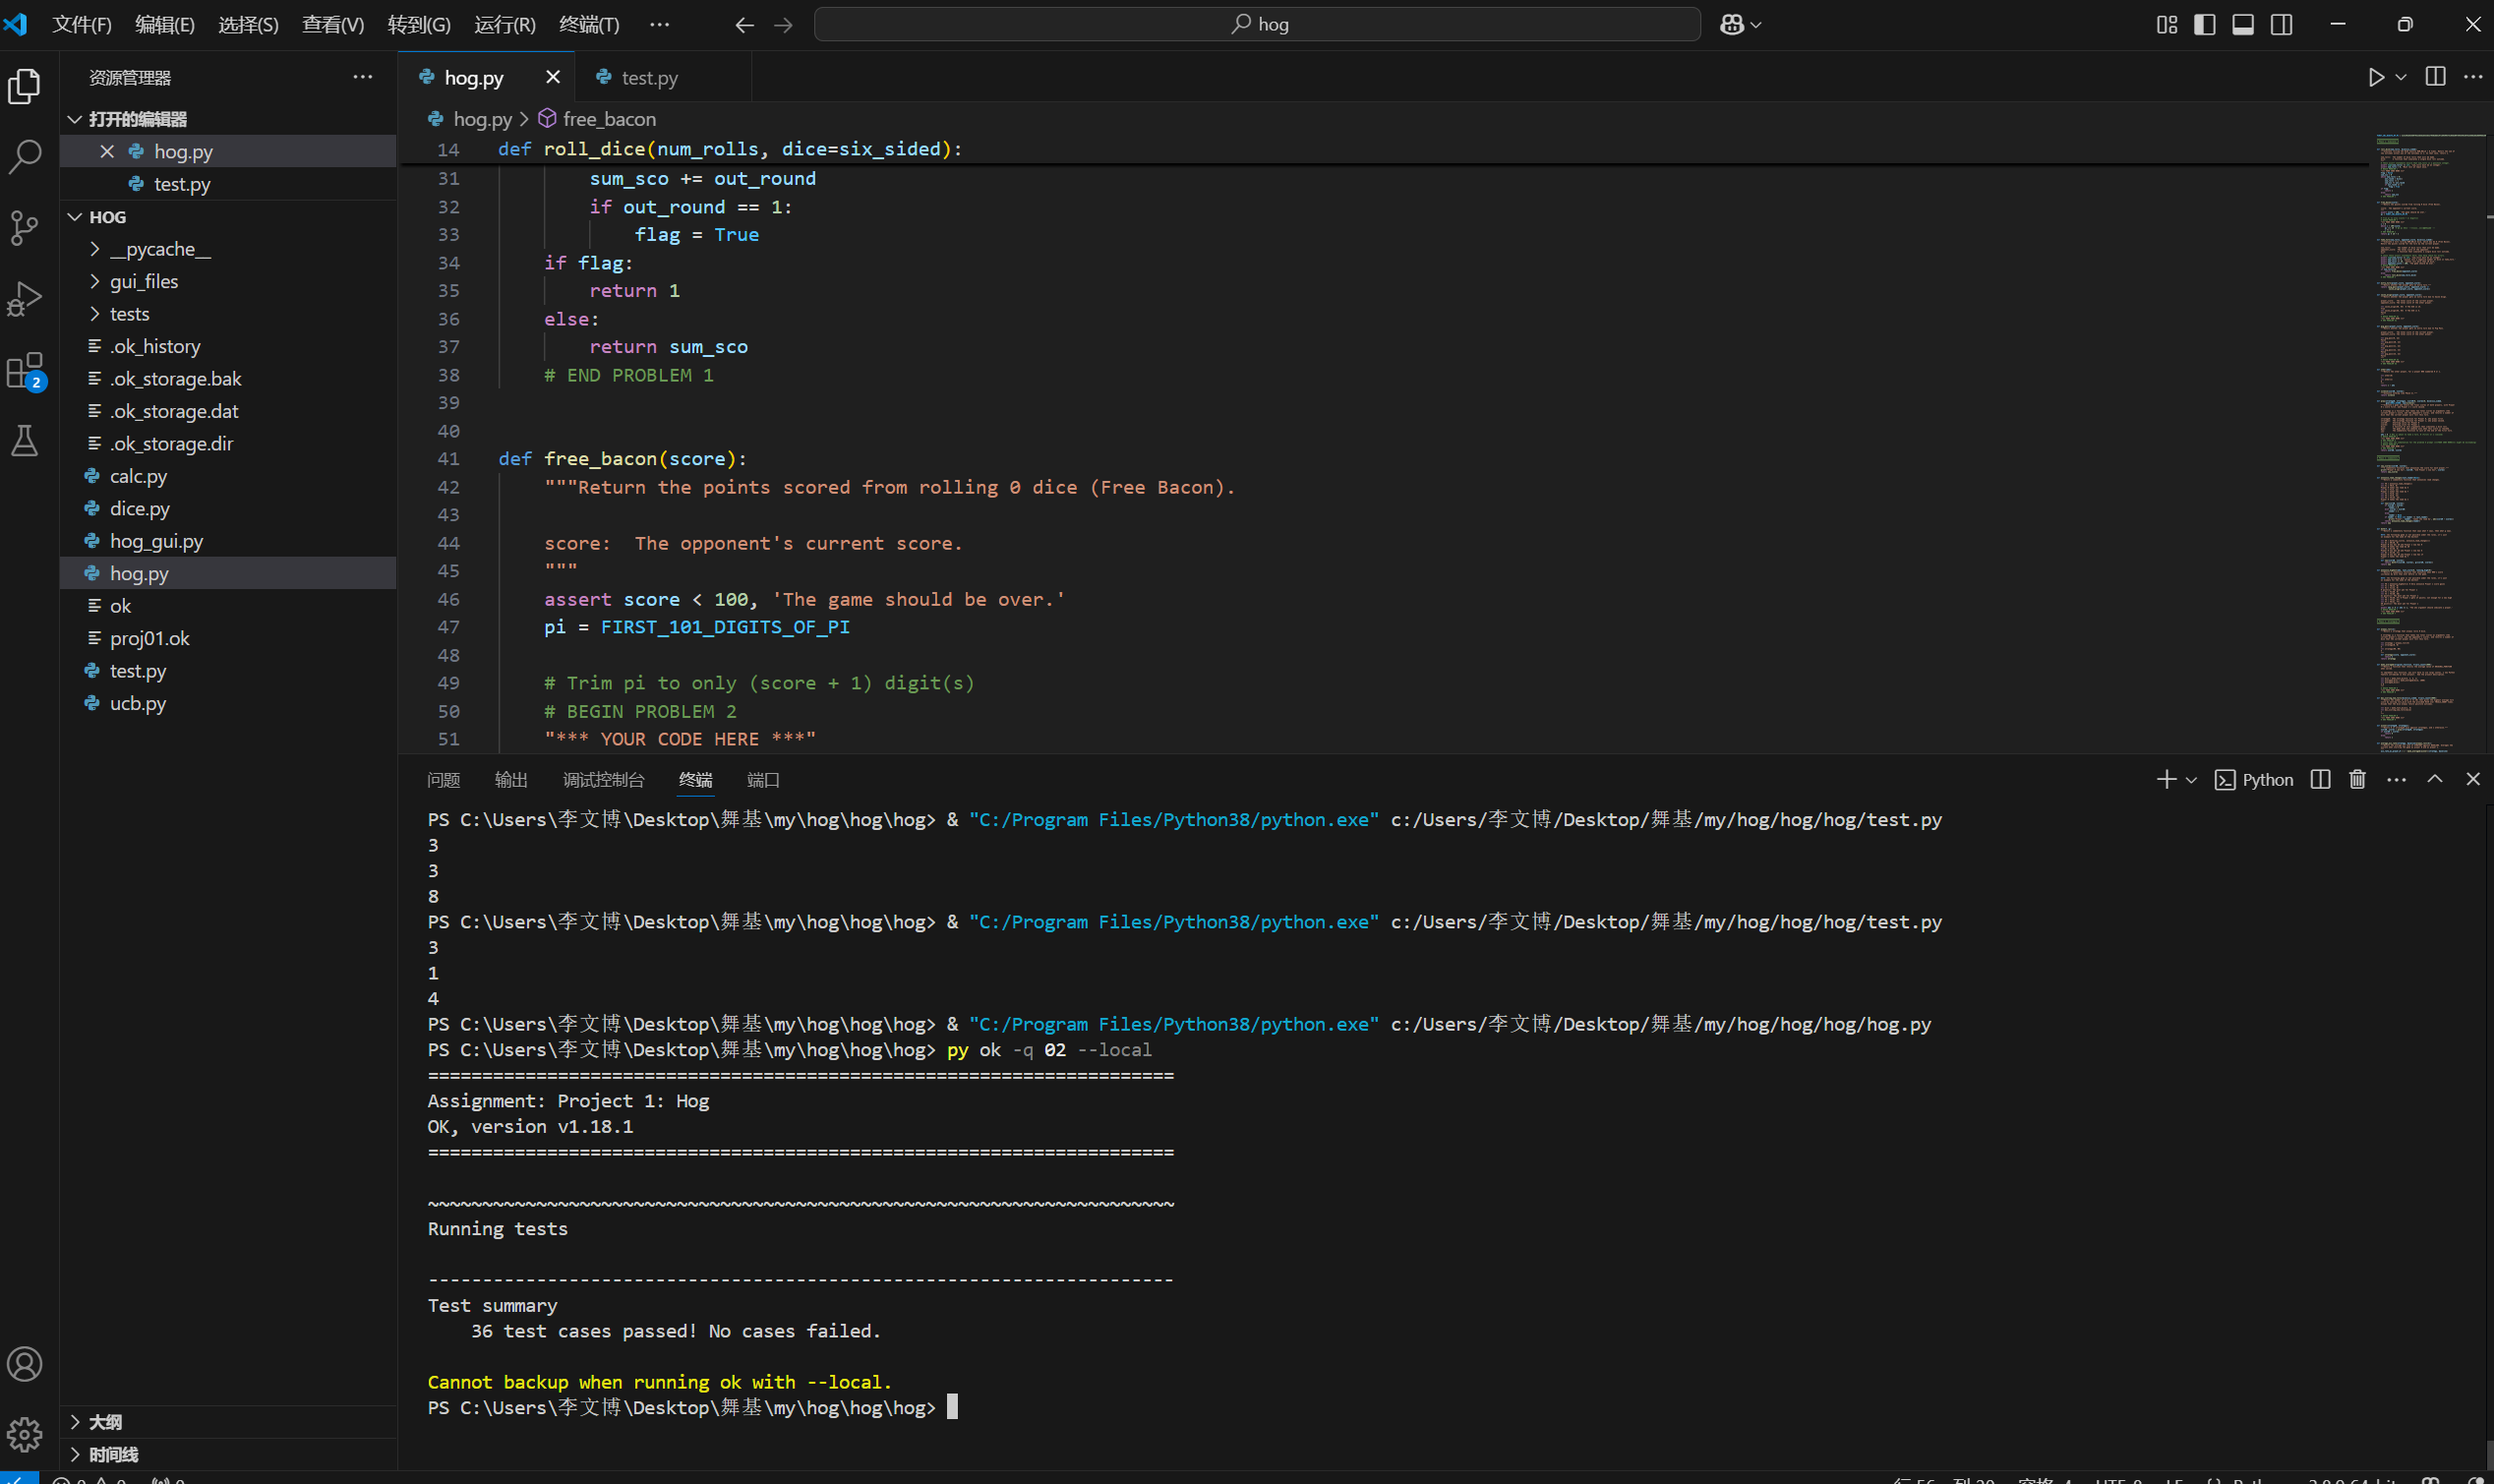 文件(F) 编辑(E) 选择(S) 查看(V) 转到(G) 运行(R) 终端(T) ··· hog
资源管理器 ···
打开的编辑器
hog.py
test.py
HOG
__pycache__
gui_files
tests
.ok_history
.ok_storage.bak
.ok_storage.dat
.ok_storage.dir
calc.py
dice.py
hog_gui.py
hog.py
ok
proj01.ok
test.py
ucb.py
大纲
时间线
2
hog.py test.py
hog.py > free_bacon
14 def roll_dice(num_rolls, dice=six_sided):
31 sum_sco += out_round
32 if out_round == 1:
33 flag = True
34 if flag:
35 return 1
36 else:
37 return sum_sco
38 # END PROBLEM 1
39
40
41 def free_bacon(score):
42 """Return the points scored from rolling 0 dice (Free Bacon).
43
44 score:  The opponent's current score.
45 """
46 assert score < 100, 'The game should be over.'
47 pi = FIRST_101_DIGITS_OF_PI
48
49 # Trim pi to only (score + 1) digit(s)
50 # BEGIN PROBLEM 2
51 "*** YOUR CODE HERE ***"
问题 输出 调试控制台 终端 端口 Python
PS C:\Users\李文博\Desktop\舞基\my\hog\hog\hog> & "C:/Program Files/Python38/python.exe" c:/Users/李文博/Desktop/舞基/my/hog/hog/hog/test.py
3
3
8
PS C:\Users\李文博\Desktop\舞基\my\hog\hog\hog> & "C:/Program Files/Python38/python.exe" c:/Users/李文博/Desktop/舞基/my/hog/hog/hog/test.py
3
1
4
PS C:\Users\李文博\Desktop\舞基\my\hog\hog\hog> & "C:/Program Files/Python38/python.exe" c:/Users/李文博/Desktop/舞基/my/hog/hog/hog/hog.py
PS C:\Users\李文博\Desktop\舞基\my\hog\hog\hog> py ok -q 02 --local
=====================================================================
Assignment: Project 1: Hog
OK, version v1.18.1
=====================================================================
~~~~~~~~~~~~~~~~~~~~~~~~~~~~~~~~~~~~~~~~~~~~~~~~~~~~~~~~~~~~~~~~~~~~~
Running tests
---------------------------------------------------------------------
Test summary
36 test cases passed! No cases failed.
Cannot backup when running ok with --local.
PS C:\Users\李文博\Desktop\舞基\my\hog\hog\hog>